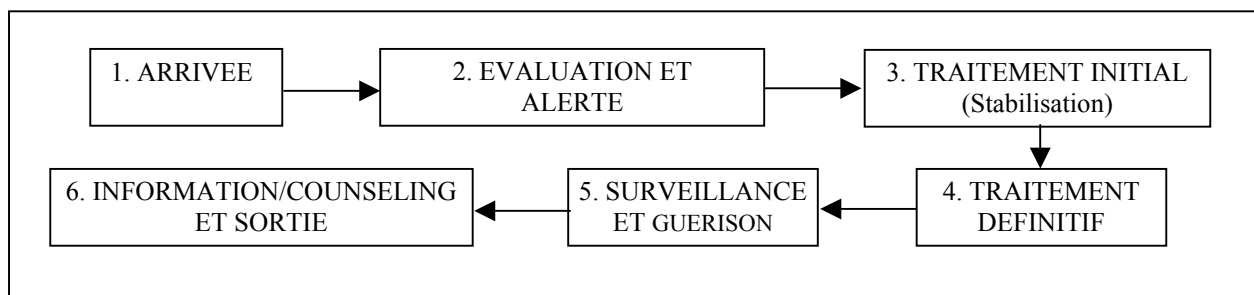 1. ARRIVEE
2. EVALUATION ET
ALERTE
3. TRAITEMENT INITIAL
(Stabilisation)
4. TRAITEMENT
DEFINITIF
5. SURVEILLANCE
ET GUERISON
6. INFORMATION/COUNSELING
ET SORTIE